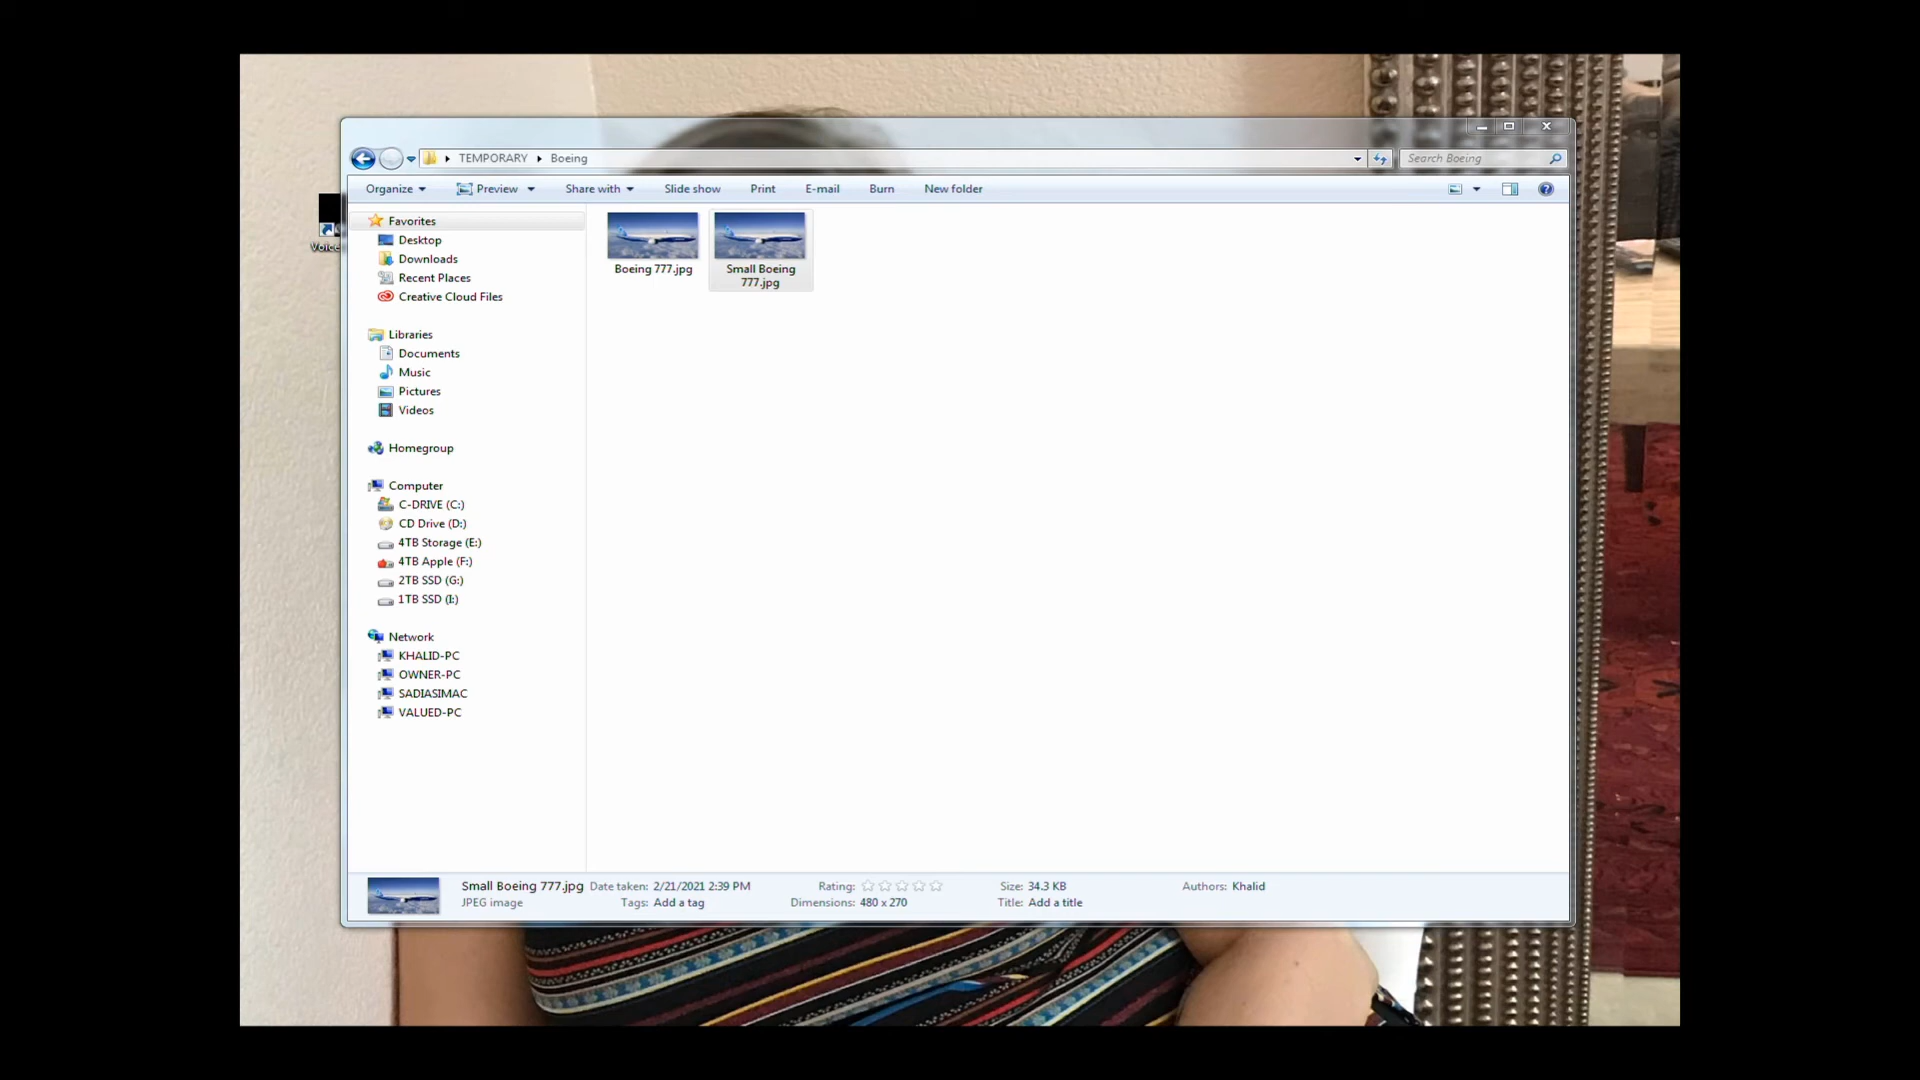 TEMPORARY Boeing
Search Boeing
Organize Preview Share with Slide show Print E-mail Burn New folder
Voice
Favorites
Desktop
Downloads
Recent Places
Creative Cloud Files
Libraries
Documents
Music
Pictures
Videos
Homegroup
Computer
C-DRIVE (C:)
CD Drive (D:)
4TB Storage (E:)
4TB Apple (F:)
2TB SSD (G:)
1TB SSD (I:)
Network
KHALID-PC
OWNER-PC
SADIASIMAC
VALUED-PC
Boeing 777.jpg
Small Boeing
777.jpg
Small Boeing 777.jpg Date taken: 2/21/2021 2:39 PM Rating: Size: 34.3 KB Authors: Khalid
JPEG image Tags: Add a tag Dimensions: 480 x 270 Title: Add a title